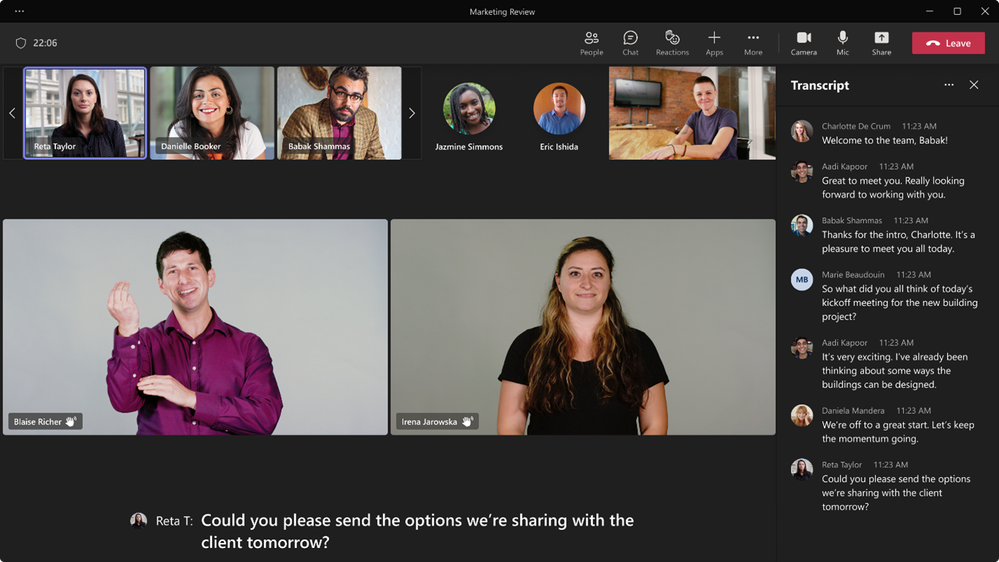 Marketing Review
22:06
People
Chat
Reactions
Apps
More
Camera
Mic
Share
Leave
Reta Taylor
Danielle Booker
Babak Shammas
Jazmine Simmons
Eric Ishida
Blaise Richer
Irena Jarowska
Reta T: Could you please send the options we're sharing with the
client tomorrow?
Transcript
Charlotte De Crum 11:23 AM
Welcome to the team, Babak!
Aadi Kapoor 11:23 AM
Great to meet you. Really looking
forward to working with you.
Babak Shammas 11:23 AM
Thanks for the intro, Charlotte. It's a
pleasure to meet you all today.
MB
Marie Beaudouin 11:23 AM
So what did you all think of today's
kickoff meeting for the new building
project?
Aadi Kapoor 11:23 AM
It's very exciting. I've already been
thinking about some ways the
buildings can be designed.
Daniela Mandera 11:23 AM
We're off to a great start. Let's keep
the momentum going.
Reta Taylor 11:23 AM
Could you please send the options
we're sharing with the client
tomorrow?